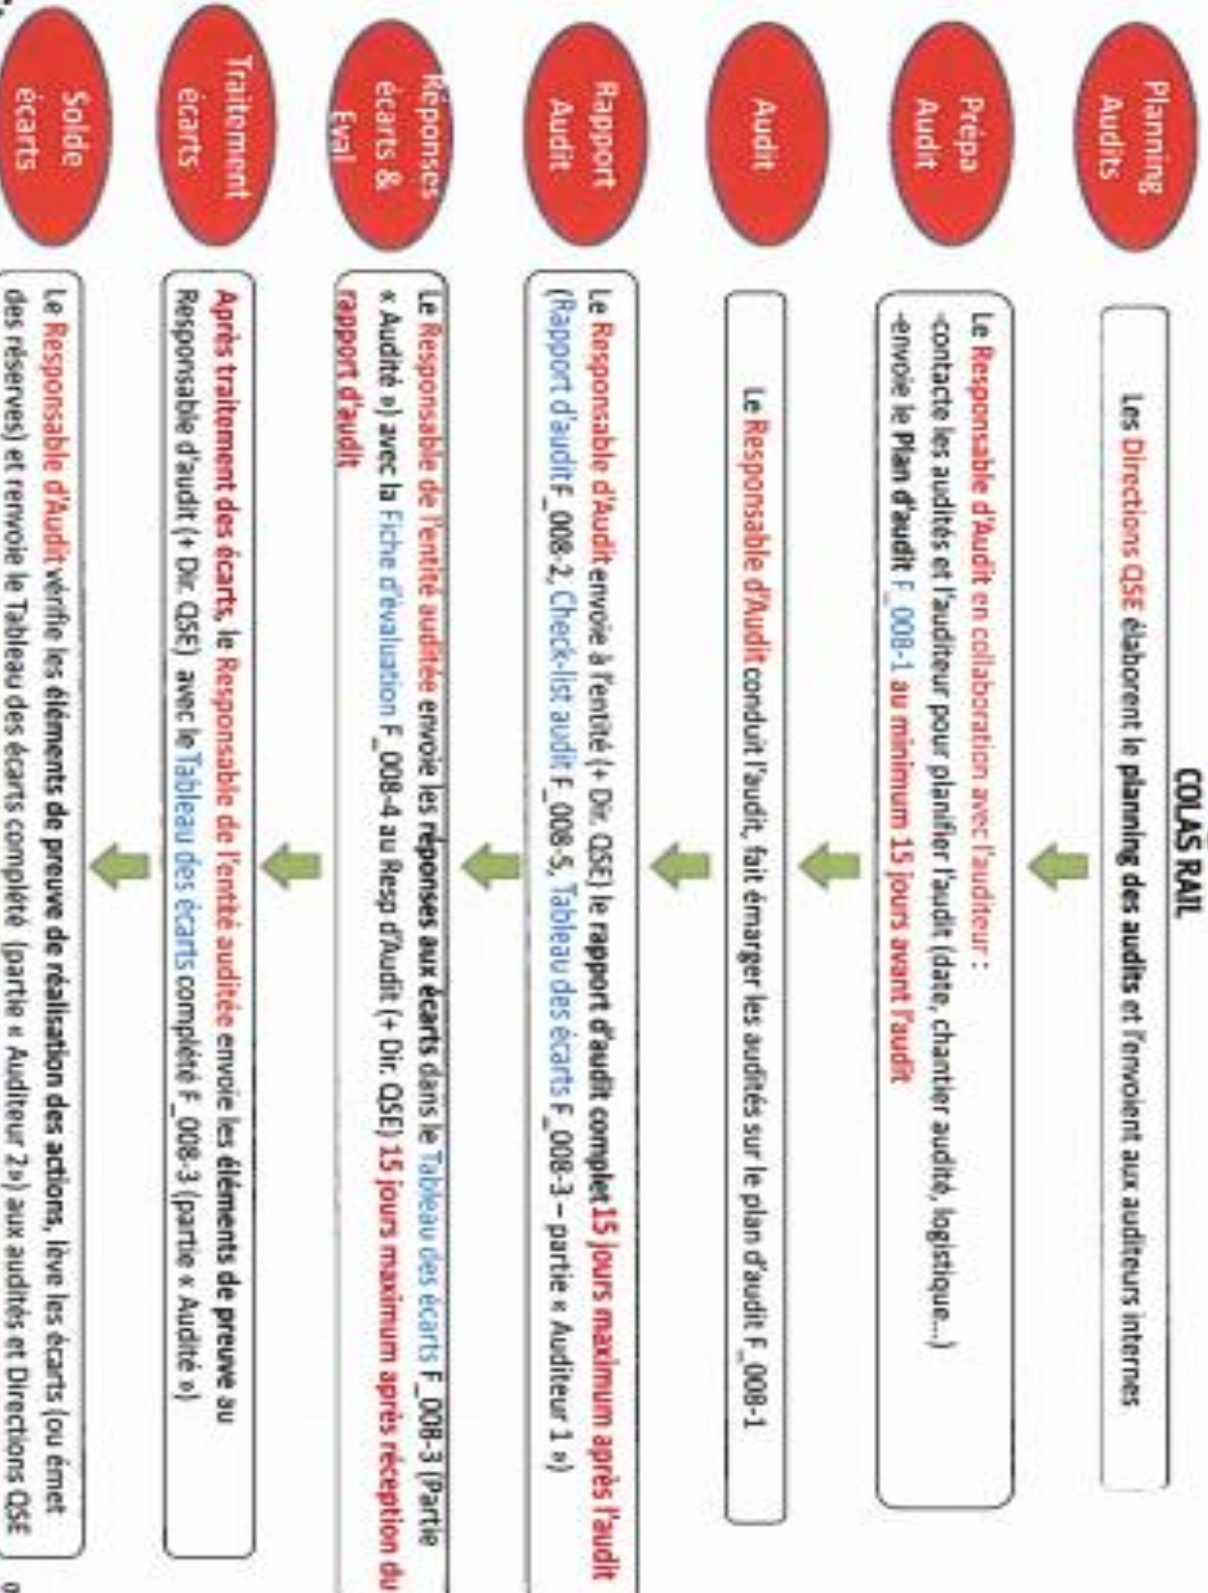 COLAS RAIL
Planning
Audits
Les Directions QSE élaborent le planning des audits et l'envoient aux auditeurs internes
Prépa
Audit
Le Responsable d'Audit en collaboration avec l'auditeur :
-contacte les audités et l'auditeur pour planifier l'audit (date, chantier audité, logistique...)
-envoie le Plan d'audit F_008-1 au minimum 15 jours avant l'audit
Audit
Le Responsable d'Audit conduit l'audit, fait émarger les audités sur le plan d'audit F_008-1
Rapport
Audit
Le Responsable d'Audit envoie à l'entité (+ Dir. QSE) le rapport d'audit complet 15 jours maximum après l'audit
(Rapport d'audit F_008-2, Check-list audit F_008-5, Tableau des écarts F_008-3 – partie « Auditeur 1 »)
Réponses
écarts &
Eval
Le Responsable de l'entité auditée envoie les réponses aux écarts dans le Tableau des écarts F_008-3 (Partie
« Audité ») avec la Fiche d'évaluation F_008-4 au Resp d'Audit (+ Dir. QSE) 15 jours maximum après réception du
rapport d'audit
Traitement
écarts
Après traitement des écarts, le Responsable de l'entité auditée envoie les éléments de preuve au
Responsable d'audit (+ Dir. QSE) avec le Tableau des écarts complété F_008-3 (partie « Audité »)
Solde
écarts
Le Responsable d'Audit vérifie les éléments de preuve de réalisation des actions, lève les écarts (ou émet
des réserves) et renvoie le Tableau des écarts complété (partie « Auditeur 2 ») aux audités et Directions QSE